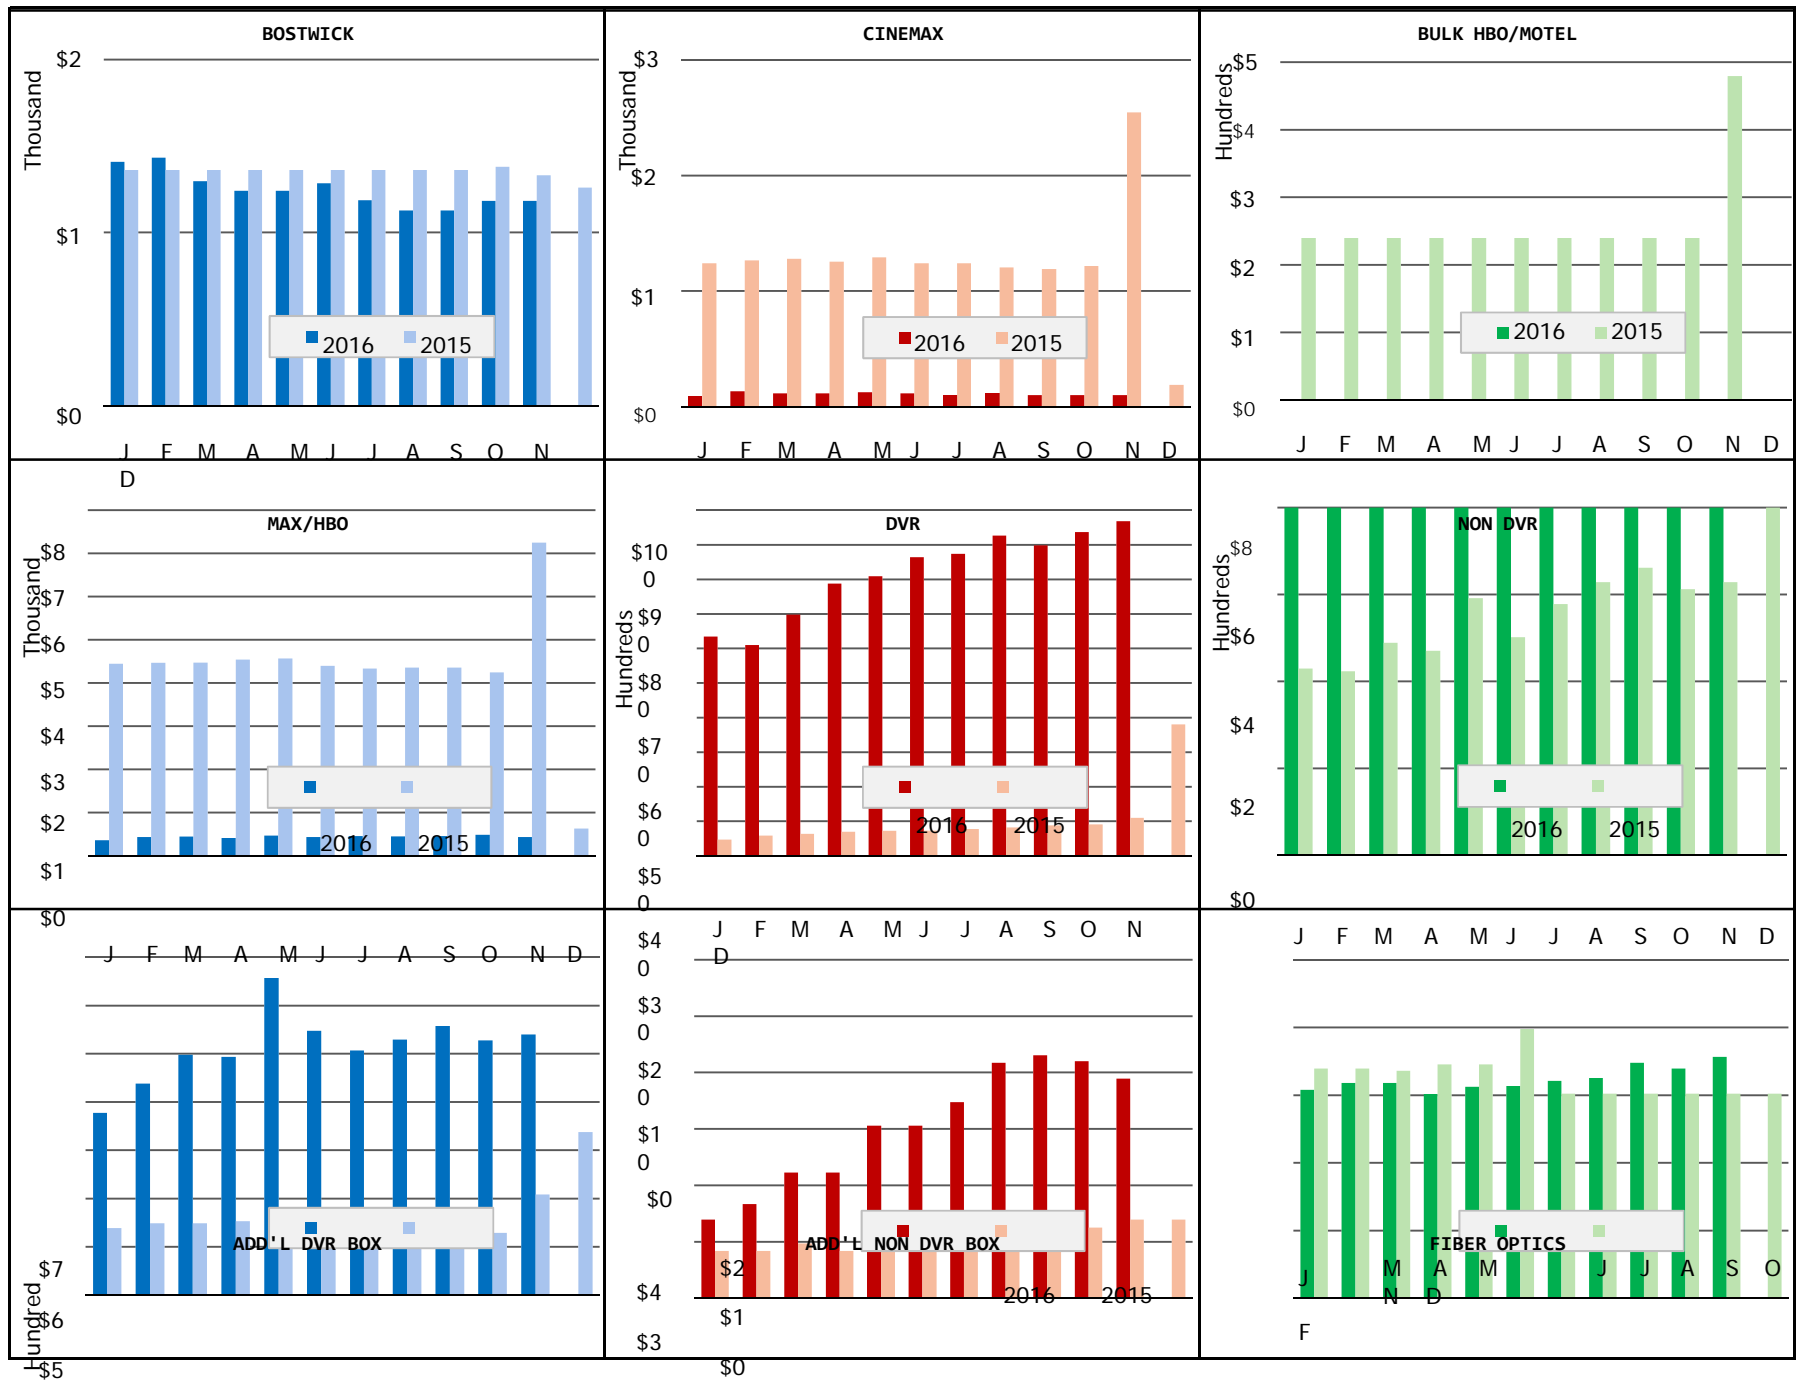 BOSTWICK
$2
Thousand
$1
$0
2016 2015
J F M A M J J A S O N
D
CINEMAX
$3
Thousand
$2
$1
$0
2016 2015
J F M A M J J A S O N D
BULK HBO/MOTEL
$5
Hundreds
$4
$3
$2
$1
$0
2016 2015
J F M A M J J A S O N D
MAX/HBO
$8
Thousand
$7
$6
$5
$4
$3
$2
$1
$0
2016 2015
J F M A M J J A S O N D
DVR
$10
0
$9
0
Hundreds
$8
0
$7
0
$6
0
$5
0
$4
0
$3
0
$2
0
$1
0
$0
2016 2015
J F M A M J J A S O N
D
NON DVR
$8
Hundreds
$6
$4
$2
$0
2016 2015
J F M A M J J A S O N D
ADD'L DVR BOX
$7
Hundred
$6
$5
ADD'L NON DVR BOX
$2
$4
2016 2015
$1
$3
$0
FIBER OPTICS
J M A M J J A S O
N D
F